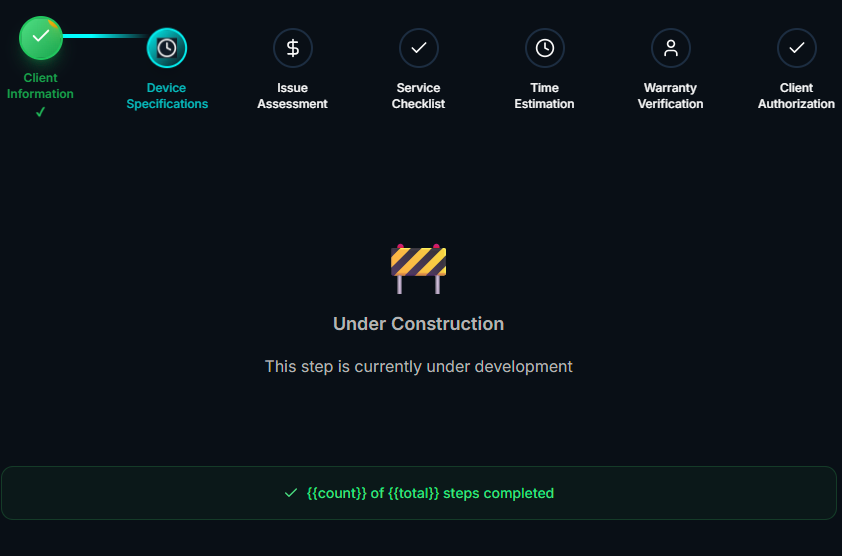 Client
Information
✓
Device
Specifications
Issue
Assessment
Service
Checklist
Time
Estimation
Warranty
Verification
Client
Authorization
Under Construction
This step is currently under development
{{count}} of {{total}} steps completed